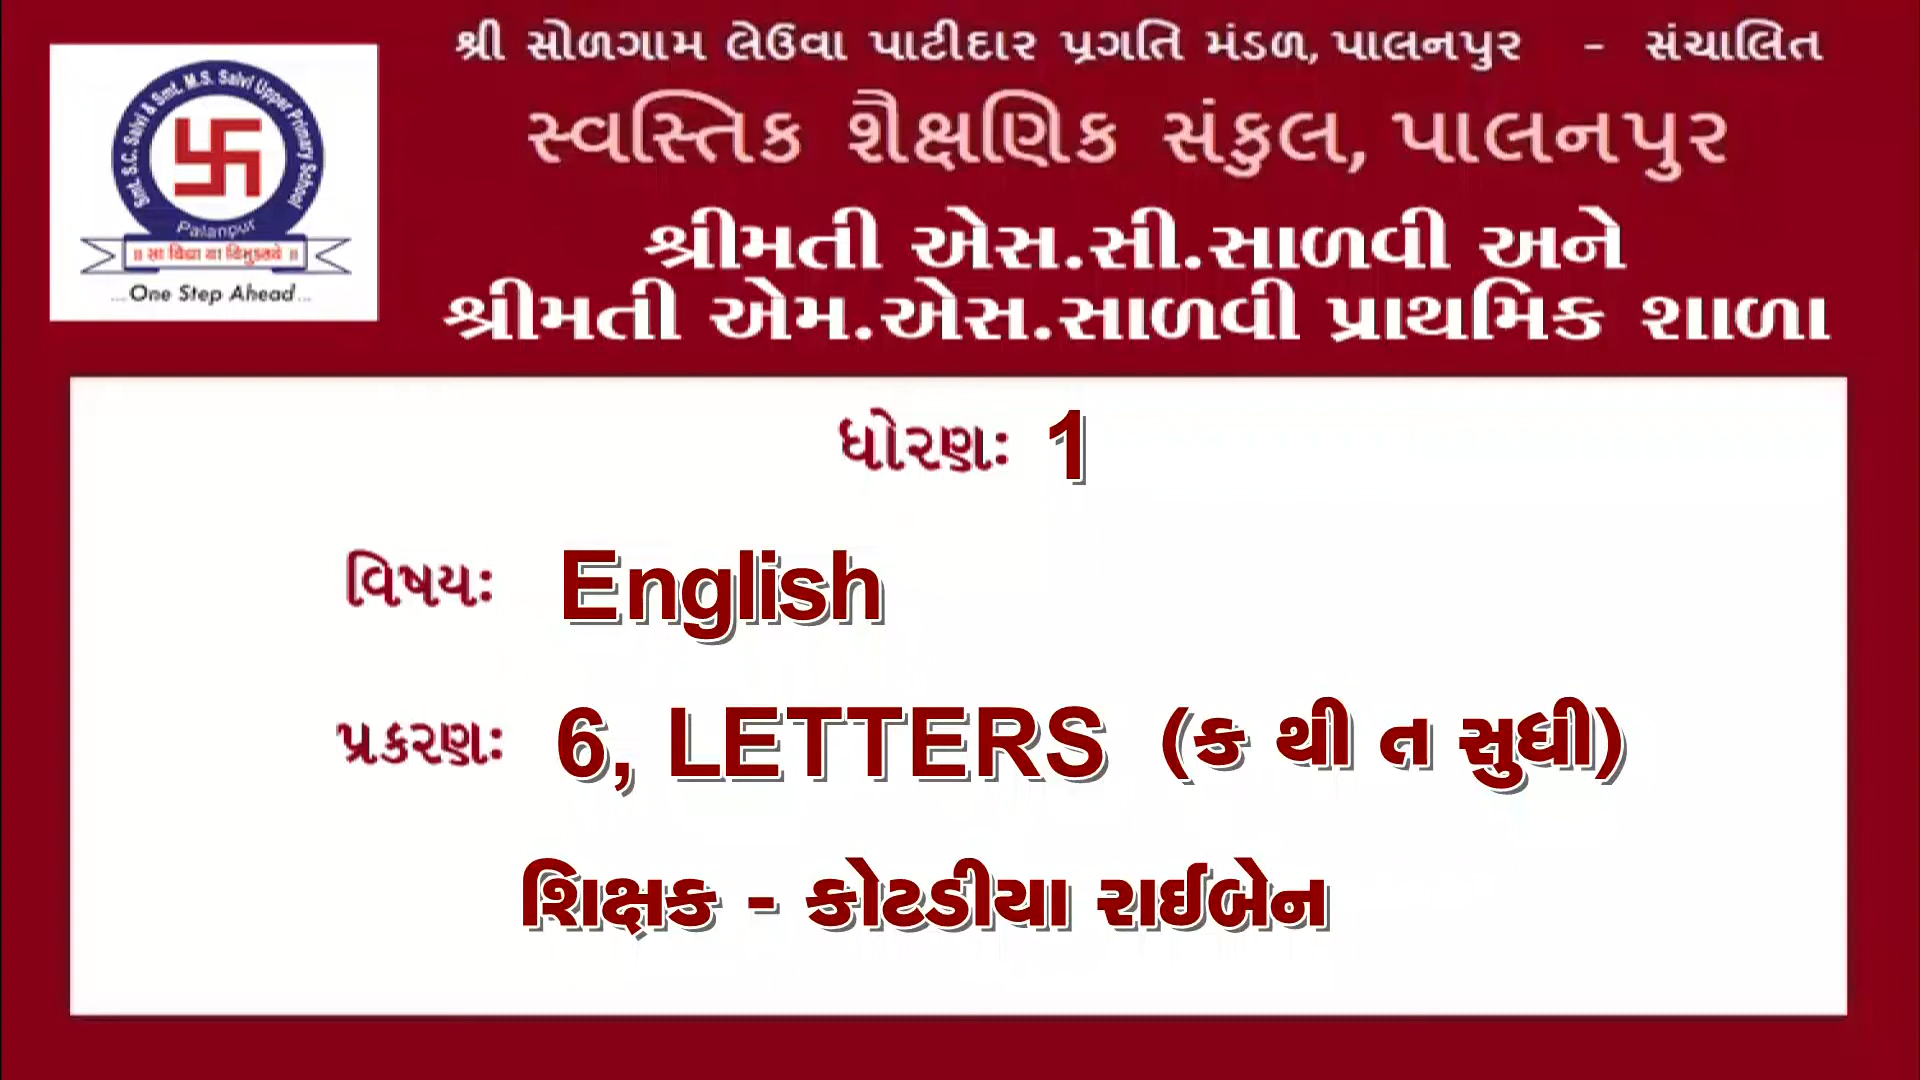 શ્રી સોળગામ લેઉવા પાટીદાર પ્રગતિ મંડળ, પાલનપુર - સંચાલિત
સ્વસ્તિક શૈક્ષણિક સંકુલ, પાલનપુર
શ્રીમતી એસ.સી.સાળવી અને
શ્રીમતી એમ.એસ.સાળવી પ્રાથમિક શાળા
Smt. S.C. Salvi & Smt. M.S. Salvi Upper Primary School
Palanpur
॥ सा विद्या या विमुक्तये ॥
...One Step Ahead...
ધોરણઃ 1
વિષયઃ English
પ્રકરણઃ 6, LETTERS (ક થી ત સુધી)
શિક્ષક - કોટડીયા રાઈબેન